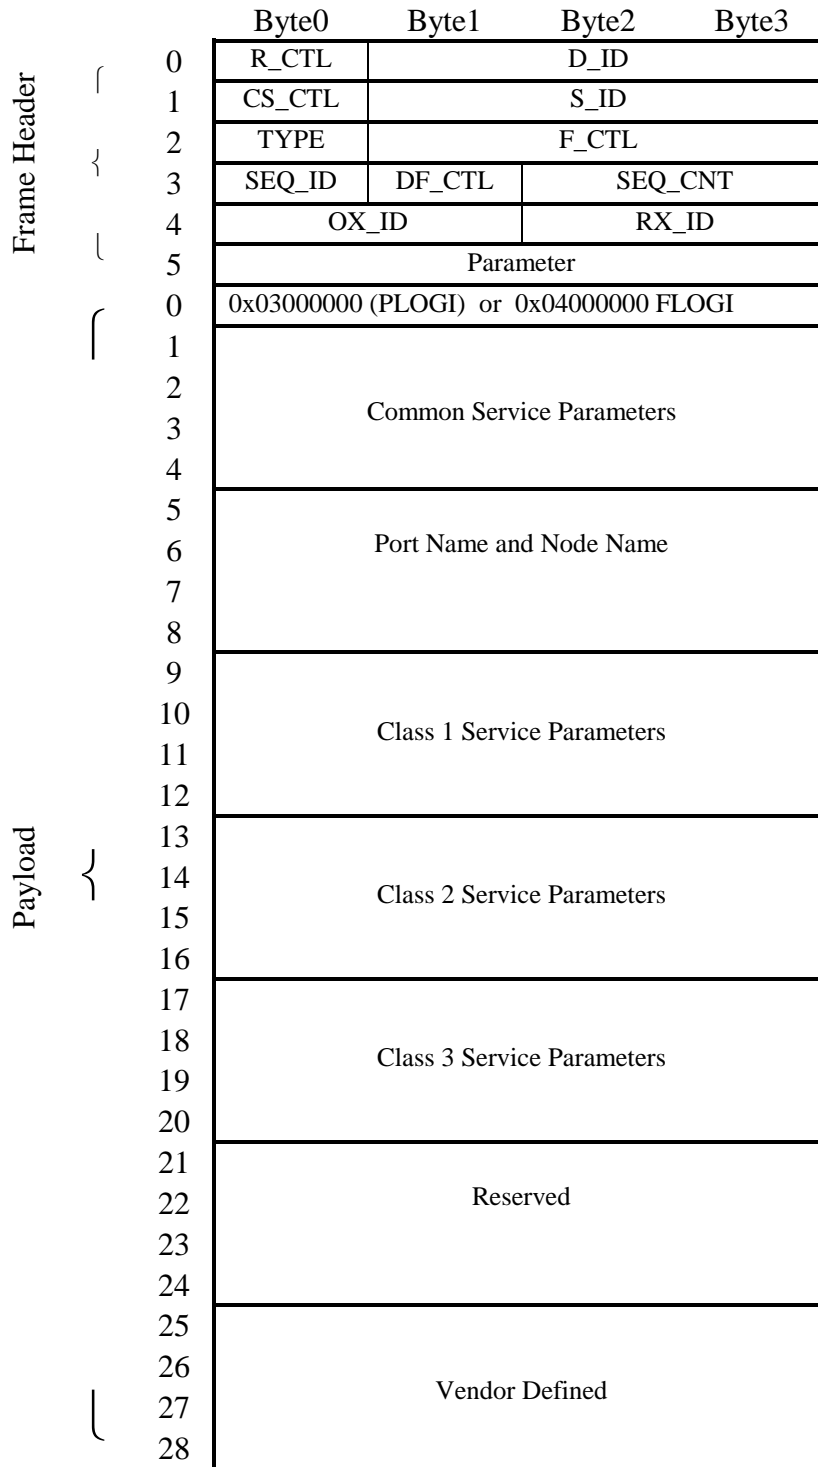 Byte0 Byte1 Byte2 Byte3
Frame Header
0 R_CTL D_ID
1 CS_CTL S_ID
2 TYPE F_CTL
3 SEQ_ID DF_CTL SEQ_CNT
4 OX_ID RX_ID
5 Parameter
Payload
0 0x03000000 (PLOGI) or 0x04000000 FLOGI
1
2
Common Service Parameters
3
4
5
Port Name and Node Name
6
7
8
9
10
Class 1 Service Parameters
11
12
13
14
Class 2 Service Parameters
15
16
17
18
Class 3 Service Parameters
19
20
21
22 Reserved
23
24
25
26
Vendor Defined
27
28